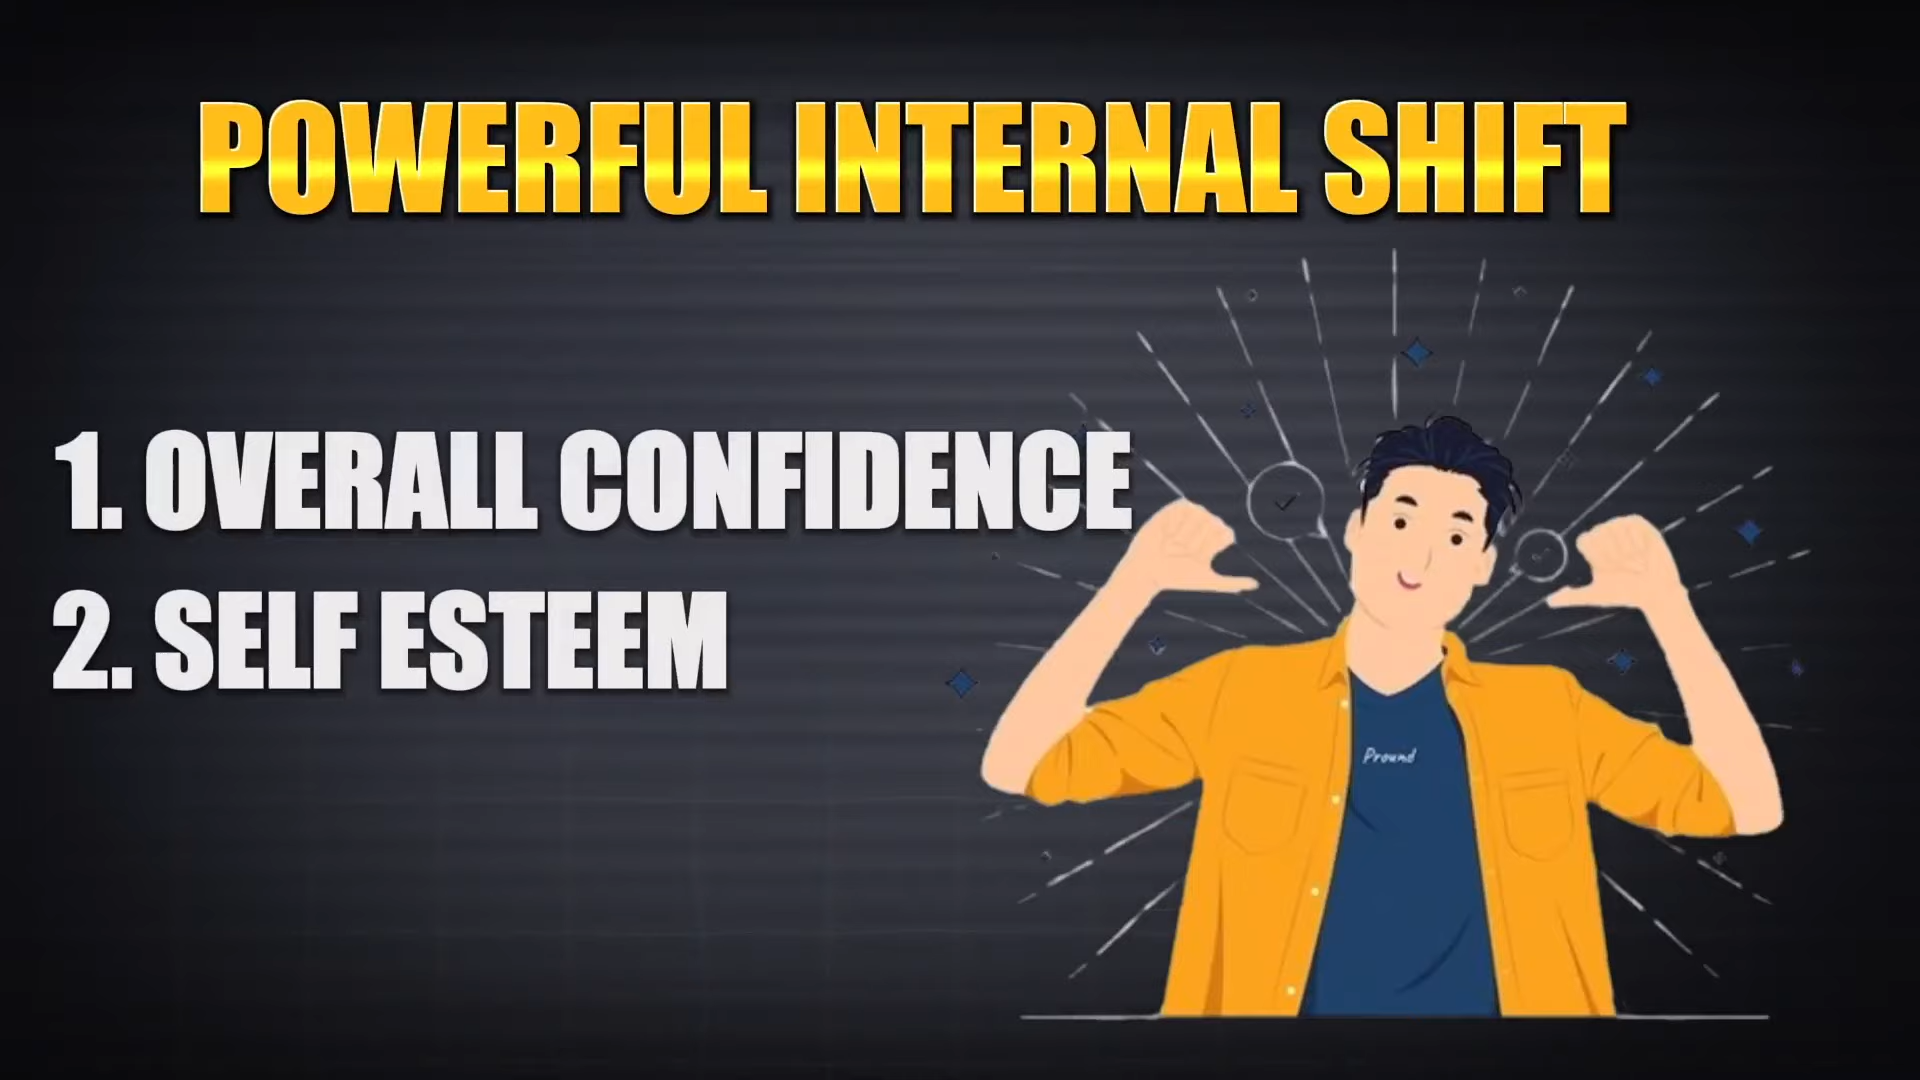 POWERFUL INTERNAL SHIFT
1. OVERALL CONFIDENCE
2. SELF ESTEEM
Pround